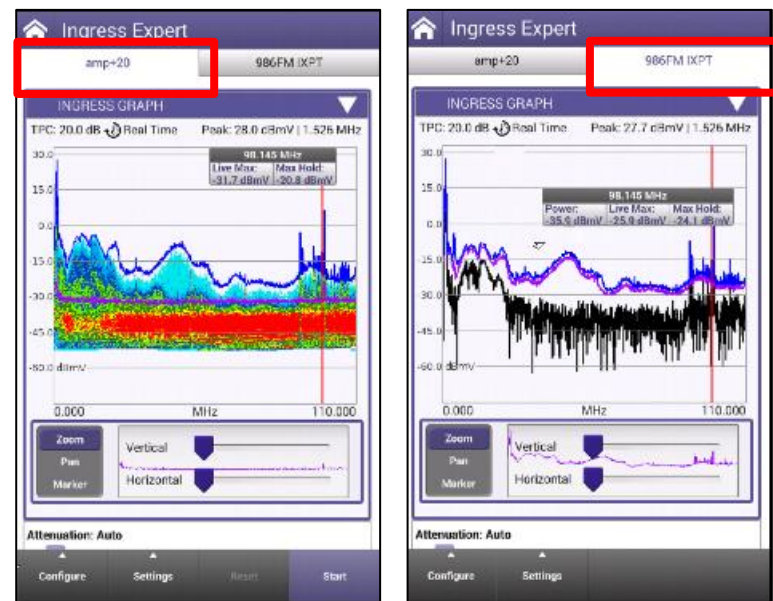 Ingress Expert
amp+20 986FM IXPT
INGRESS GRAPH
TPC: 20.0 dB Real Time Peak: 28.0 dBmV | 1.526 MHz
30.0
98.145 MHz
Live Max: Max Hold:
-31.7 dBmV -20.8 dBmV
15.0
0.0
-15.0
-30.0
-45.0
-60.0 dBmV
0.000 MHz 110.000
Zoom
Pan
Marker
Vertical
Horizontal
Attenuation: Auto
Configure Settings Reset Start
Ingress Expert
amp+20 986FM IXPT
INGRESS GRAPH
TPC: 20.0 dB Real Time Peak: 27.7 dBmV | 1.526 MHz
30.0
15.0
98.145 MHz
Power: Live Max: Max Hold:
-35.9 dBmV -25.9 dBmV -24.1 dBmV
0.0
-15.0
-30.0
-45.0
-60.0 dBmV
0.000 MHz 110.000
Zoom
Pan
Marker
Vertical
Horizontal
Attenuation: Auto
Configure Settings